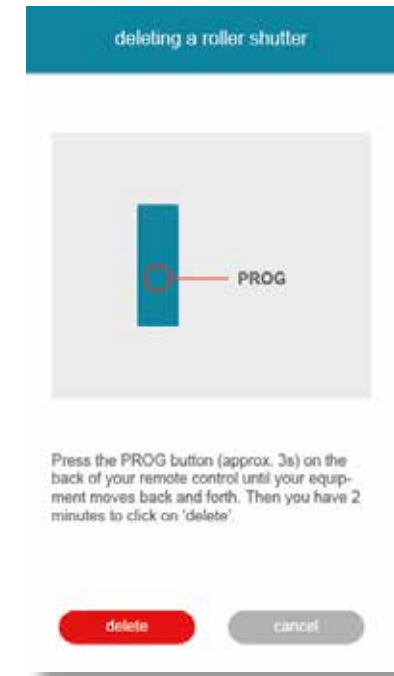 deleting a roller shutter
PROG
Press the PROG button (approx. 3s) on the
back of your remote control until your equip-
ment moves back and forth. Then you have 2
minutes to click on 'delete'.
delete
cancel